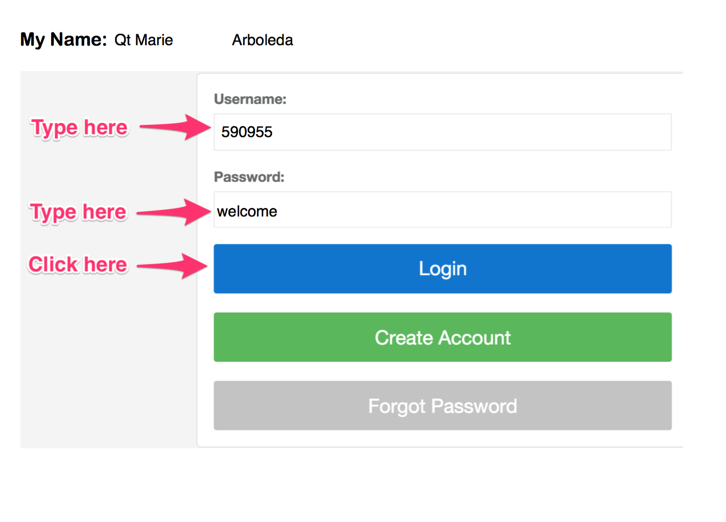 My Name: Qt Marie Arboleda
Username:
Type here 590955
Password:
Type here welcome
Click here Login
Create Account
Forgot Password